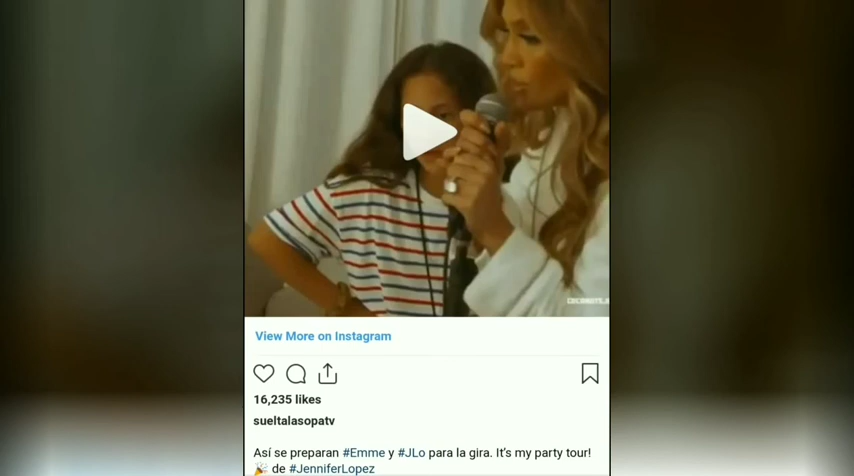 View More on Instagram
16,235 likes
sueltalasopatv
Así se preparan #Emme y #JLo para la gira. It's my party tour!
🎉 de #JenniferLopez